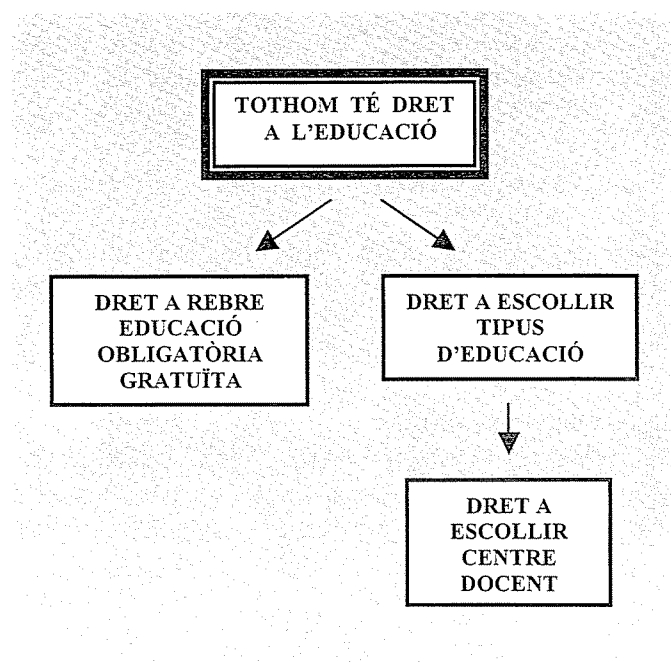 TOTHOM TÉ DRET
A L'EDUCACIÓ
DRET A REBRE
EDUCACIÓ
OBLIGATÒRIA
GRATUÏTA
DRET A ESCOLLIR
TIPUS
D'EDUCACIÓ
DRET A
ESCOLLIR
CENTRE
DOCENT